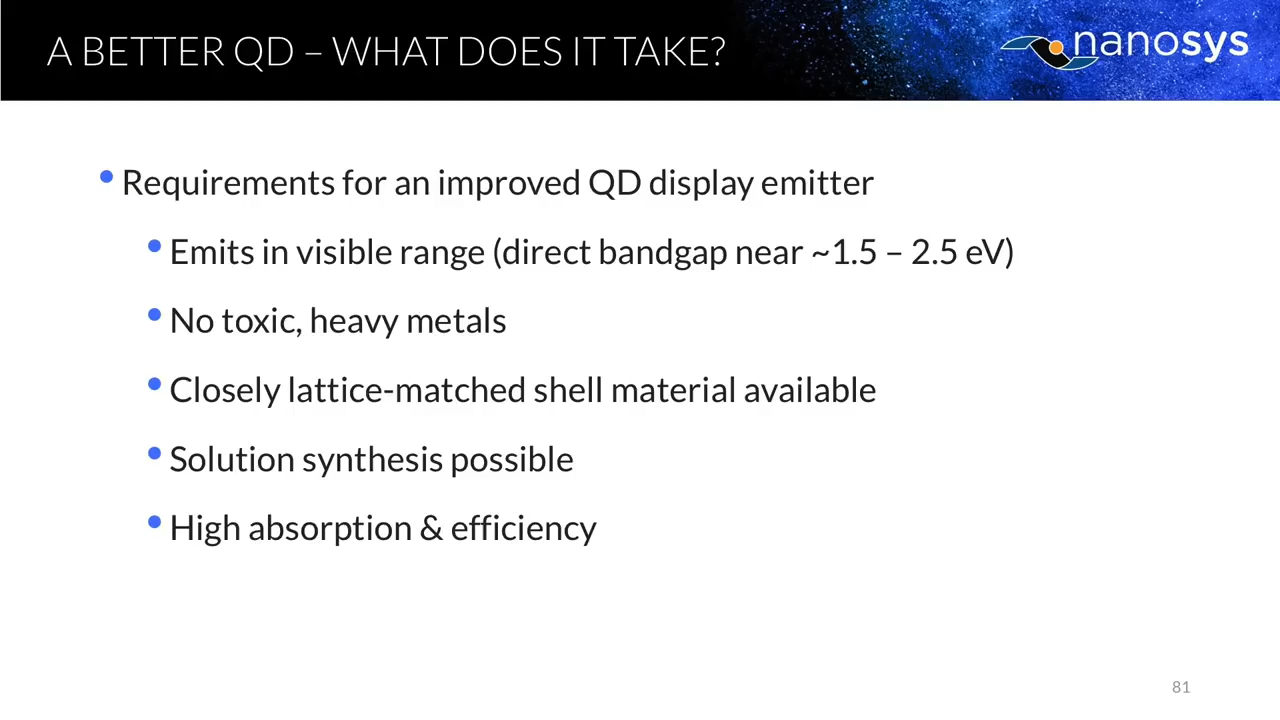 A BETTER QD – WHAT DOES IT TAKE?
nanosys
• Requirements for an improved QD display emitter
• Emits in visible range (direct bandgap near ~1.5 – 2.5 eV)
• No toxic, heavy metals
• Closely lattice-matched shell material available
• Solution synthesis possible
• High absorption & efficiency
81